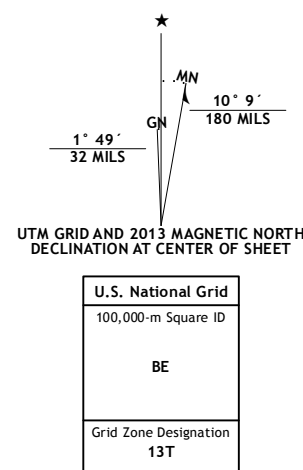 ★
MN
GN
10° 9´
180 MILS
1° 49´
32 MILS
UTM GRID AND 2013 MAGNETIC NORTH
DECLINATION AT CENTER OF SHEET
U.S. National Grid
100,000-m Square ID
BE
Grid Zone Designation
13T